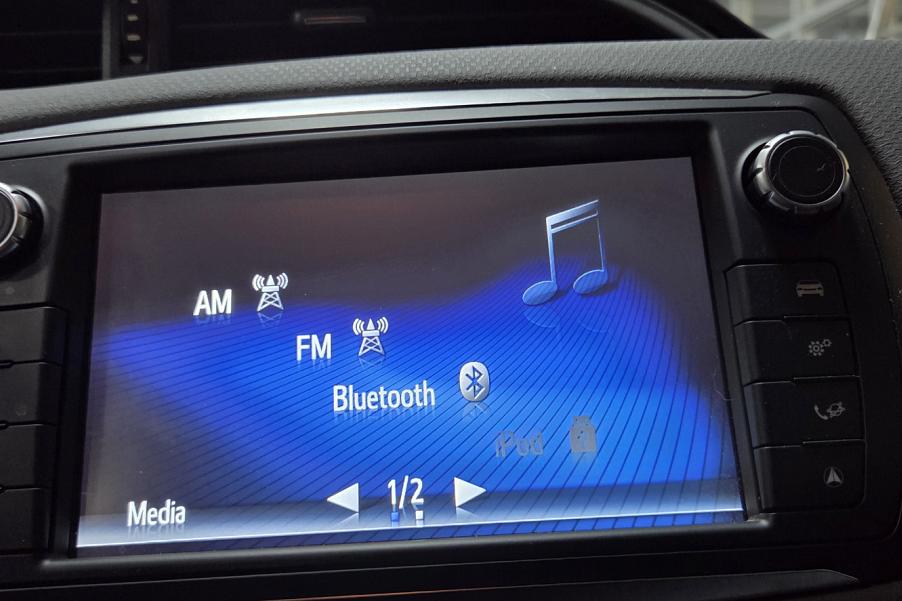 AM
FM
Bluetooth
iPod
Media
1/2